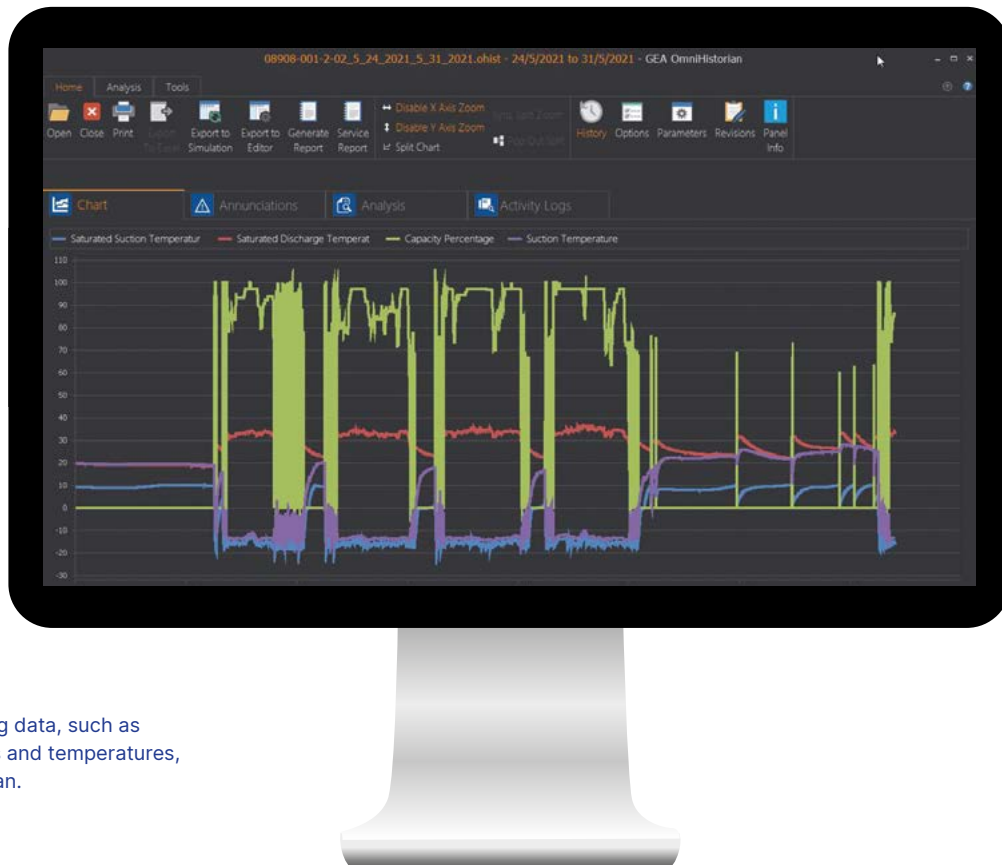 08908-001-2-02_5_24_2021_5_31_2021.ohist - 24/5/2021 to 31/5/2021 - GEA OmniHistorian
Home Analysis Tools
Open Close Print Export To Excel Export to Simulation Export to Editor Generate Report Service Report
Disable X Axis Zoom
Disable Y Axis Zoom
Split Chart
History Options Parameters Revisions Panel Info
Chart Annunciations Analysis Activity Logs
Saturated Suction Temperatur Saturated Discharge Temperat Capacity Percentage Suction Temperature
110
100
90
80
70
60
50
40
30
20
10
0
-10
-20
-30
g data, such as
s and temperatures,
an.